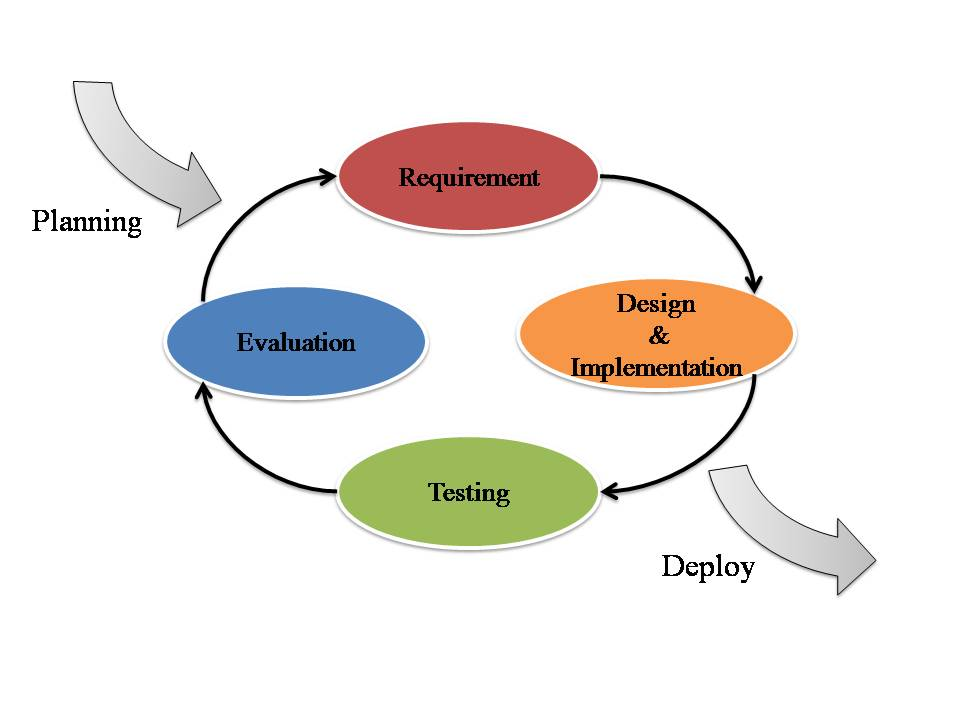 Requirement
Planning
Design
&
Implementation
Evaluation
Testing
Deploy